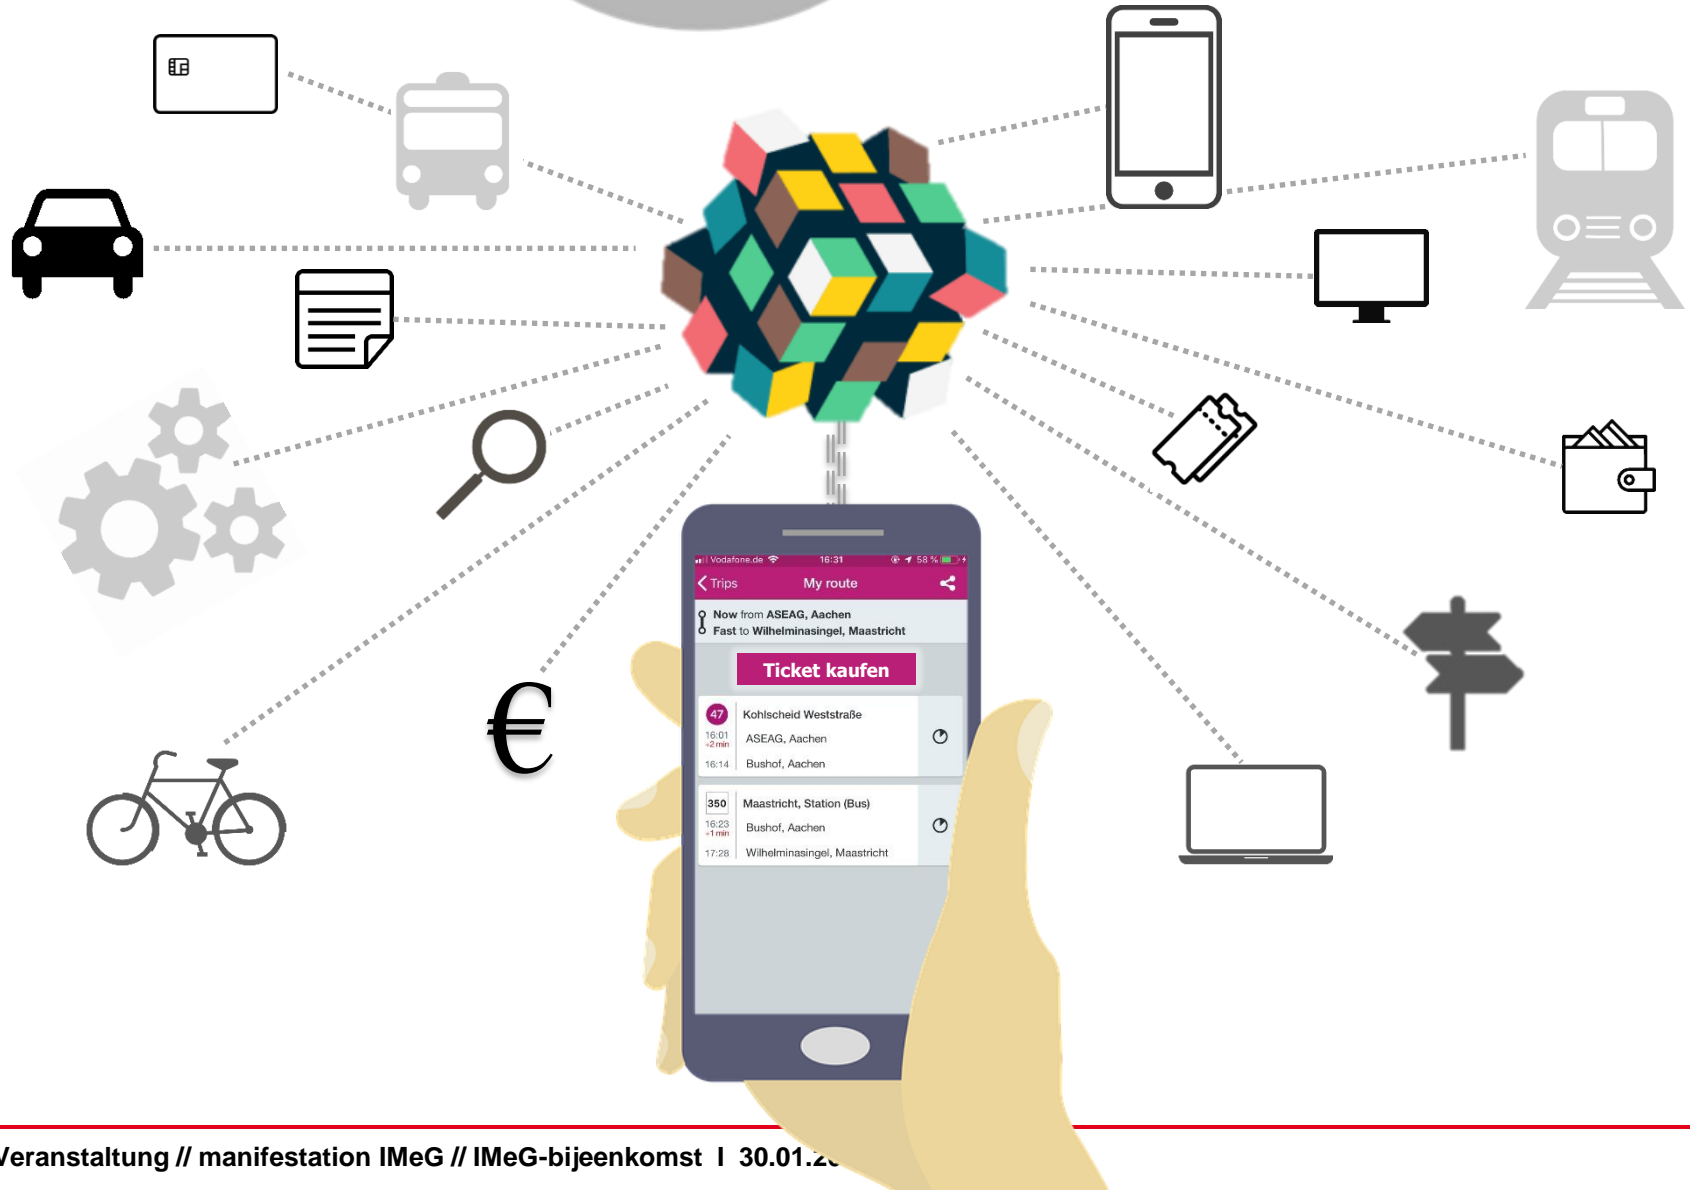 Vodafone.de 16:31 58 %
Trips My route
Now from ASEAG, Aachen
Fast to Wilhelminasingel, Maastricht
Ticket kaufen
47 Kohlscheid Weststraße
16:01 ASEAG, Aachen
+2 min
16:14 Bushof, Aachen
350 Maastricht, Station (Bus)
16:23 Bushof, Aachen
+1 min
17:28 Wilhelminasingel, Maastricht
€
Veranstaltung // manifestation IMeG // IMeG-bijeenkomst I 30.01.